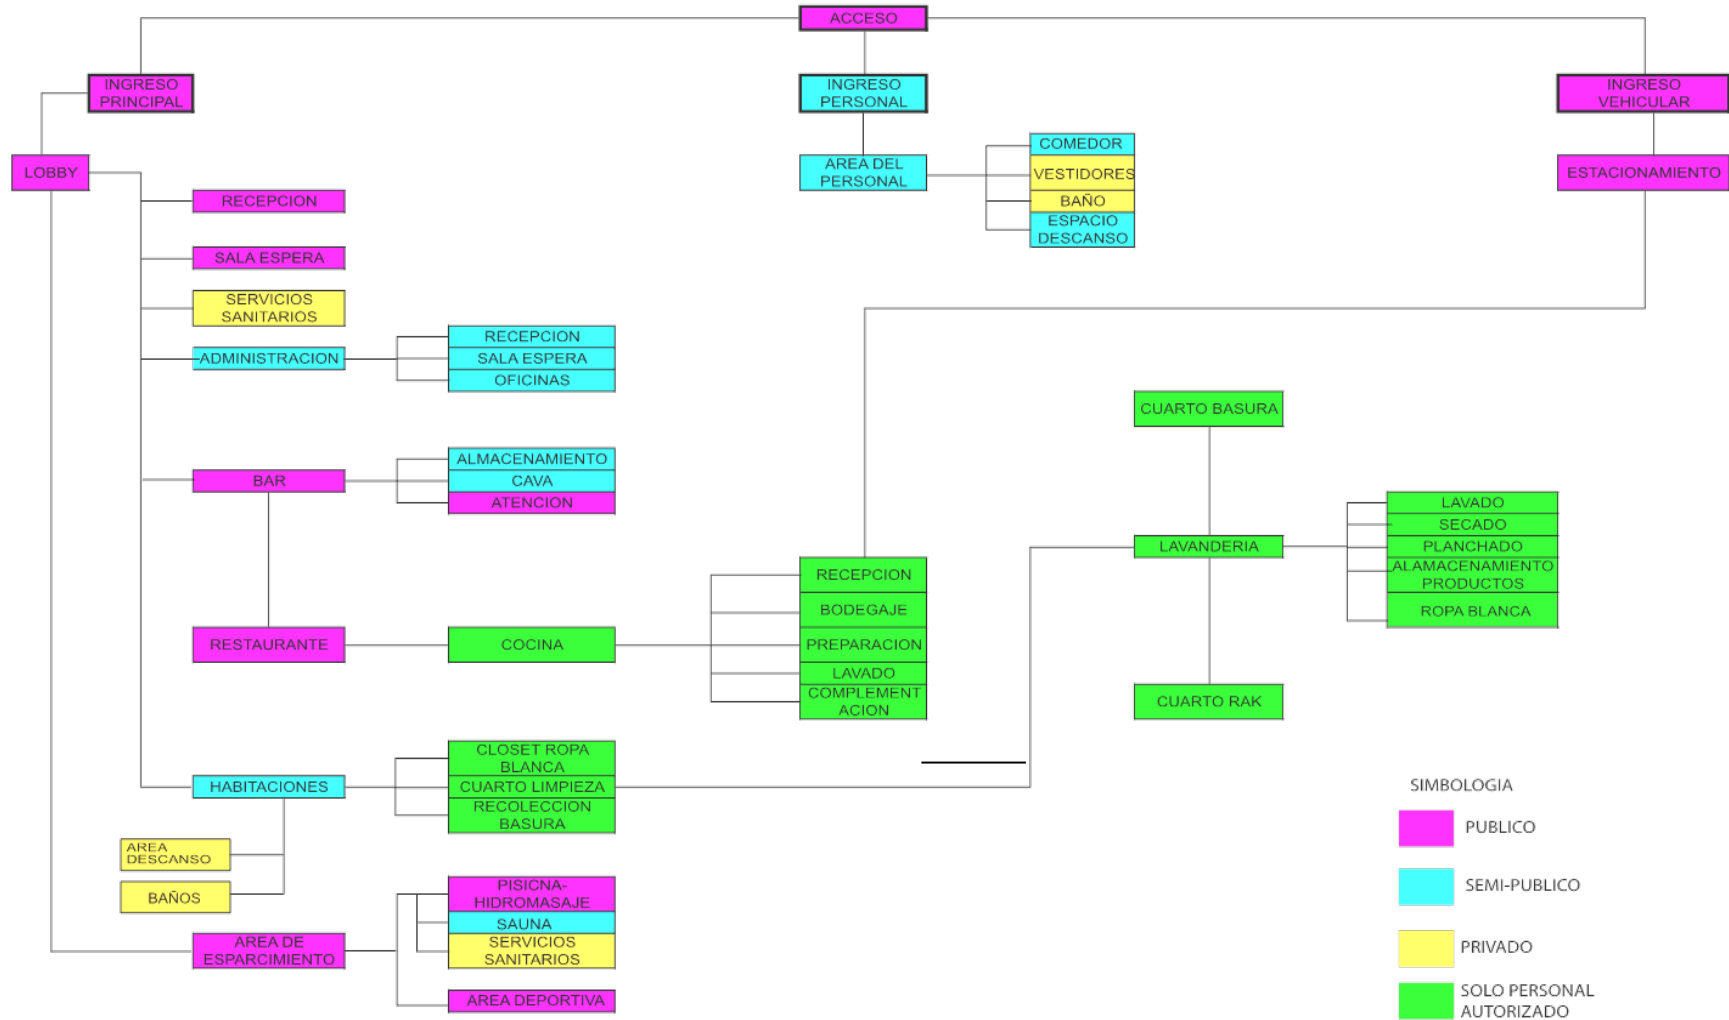 ACCESO
INGRESO
PRINCIPAL
INGRESO
PERSONAL
INGRESO
VEHICULAR
LOBBY
AREA DEL
PERSONAL
COMEDOR
VESTIDORES
BAÑO
ESPACIO
DESCANSO
ESTACIONAMIENTO
RECEPCION
SALA ESPERA
SERVICIOS
SANITARIOS
ADMINISTRACION
RECEPCION
SALA ESPERA
OFICINAS
BAR
ALMACENAMIENTO
CAVA
ATENCION
RESTAURANTE
COCINA
RECEPCION
BODEGAJE
PREPARACION
LAVADO
COMPLEMENT
ACION
CUARTO BASURA
LAVANDERIA
CUARTO RAK
LAVADO
SECADO
PLANCHADO
ALAMACENAMIENTO
PRODUCTOS
ROPA BLANCA
HABITACIONES
CLOSET ROPA
BLANCA
CUARTO LIMPIEZA
RECOLECCION
BASURA
AREA
DESCANSO
BAÑOS
AREA DE
ESPARCIMIENTO
PISICNA-
HIDROMASAJE
SAUNA
SERVICIOS
SANITARIOS
AREA DEPORTIVA
SIMBOLOGIA
PUBLICO
SEMI-PUBLICO
PRIVADO
SOLO PERSONAL
AUTORIZADO